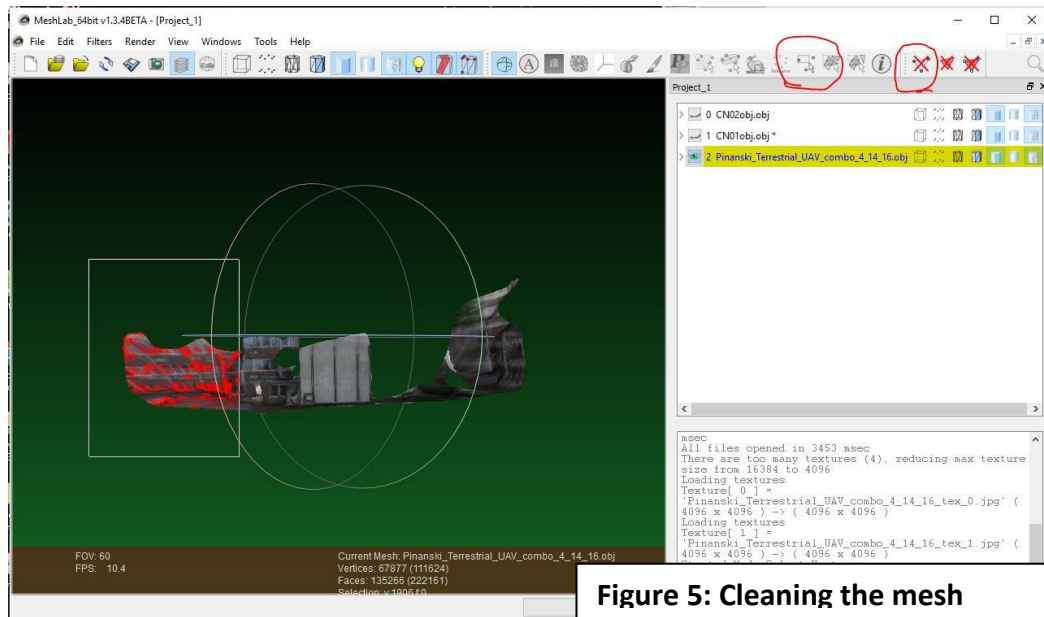 MeshLab_64bit v1.3.4BETA - [Project_1]
File Edit Filters Render View Windows Tools Help
Project_1
0 CN02obj.obj
1 CN01obj.obj *
2 Pinanski_Terrestrial_UAV_combo_4_14_16.obj
msec
All files opened in 3453 msec
There are too many textures (4), reducing max texture
size from 16384 to 4096
Loading textures
Texture[ 0 ] =
'Pinanski_Terrestrial_UAV_combo_4_14_16_tex_0.jpg' (
4096 x 4096 ) -> ( 4096 x 4096 )
Loading textures
Texture[ 1 ] =
'Pinanski_Terrestrial_UAV_combo_4_14_16_tex_1.jpg' (
4096 x 4096 ) -> ( 4096 x 4096 )
FOV: 60
FPS: 10.4
Current Mesh: Pinanski_Terrestrial_UAV_combo_4_14_16.obj
Vertices: 67877 (111624)
Faces: 135266 (222161)
Selection: v:1906 f:0
Figure 5: Cleaning the mesh